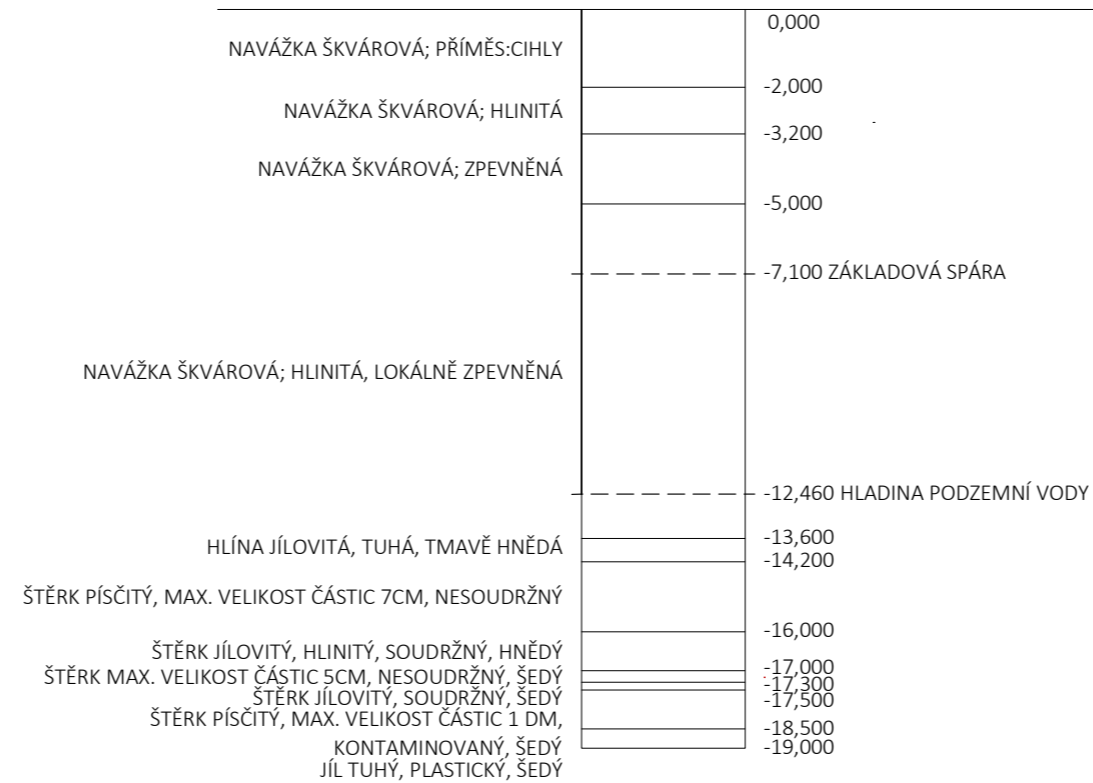 0,000
NAVÁŽKA ŠKVÁROVÁ; PŘÍMĚS:CIHLY
-2,000
NAVÁŽKA ŠKVÁROVÁ; HLINITÁ
-3,200
NAVÁŽKA ŠKVÁROVÁ; ZPEVNĚNÁ
-5,000
-7,100 ZÁKLADOVÁ SPÁRA
NAVÁŽKA ŠKVÁROVÁ; HLINITÁ, LOKÁLNĚ ZPEVNĚNÁ
-12,460 HLADINA PODZEMNÍ VODY
-13,600
HLÍNA JÍLOVITÁ, TUHÁ, TMAVĚ HNĚDÁ
-14,200
ŠTĚRK PÍSČITÝ, MAX. VELIKOST ČÁSTIC 7CM, NESOUDRŽNÝ
-16,000
ŠTĚRK JÍLOVITÝ, HLINITÝ, SOUDRŽNÝ, HNĚDÝ
-17,000
ŠTĚRK MAX. VELIKOST ČÁSTIC 5CM, NESOUDRŽNÝ, ŠEDÝ
-17,300
ŠTĚRK JÍLOVITÝ, SOUDRŽNÝ, ŠEDÝ
-17,500
ŠTĚRK PÍSČITÝ, MAX. VELIKOST ČÁSTIC 1 DM,
-18,500
KONTAMINOVANÝ, ŠEDÝ
-19,000
JÍL TUHÝ, PLASTICKÝ, ŠEDÝ